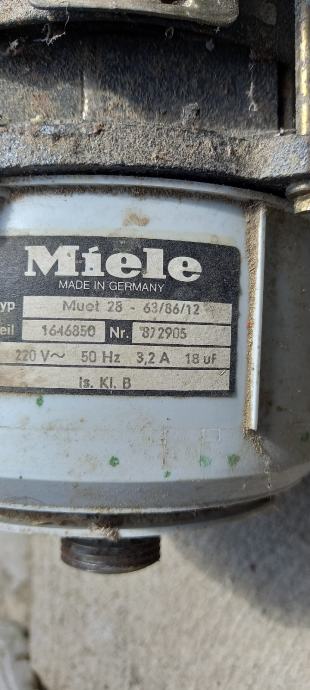 Miele
MADE IN GERMANY
yp Muet 28 - 63/86/12
eil 1646850 Nr. 872905
220 V~ 50 Hz 3,2 A 18 uF
Is. Kl. B